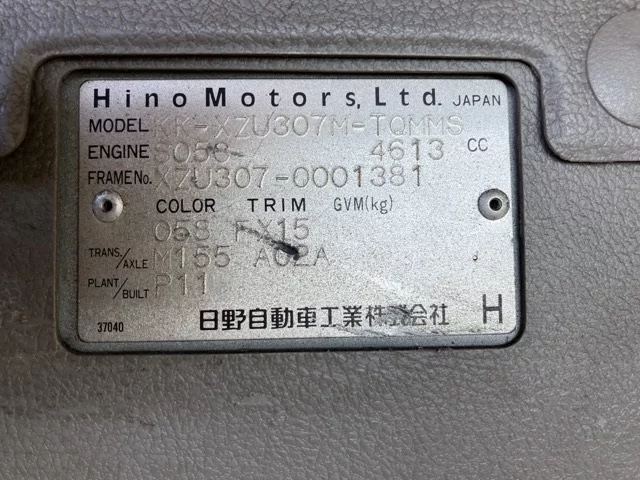 Hino Motors, Ltd. JAPAN
MODEL KK-XZU307M-TQMMS
ENGINE 4613 CC
FRAME No. XZU307-0001381
COLOR TRIM GVM(kg)
058 FX15
TRANS./AXLE M155 A02A
PLANT/BUILT P11
37040 日野自動車工業株式会社 H